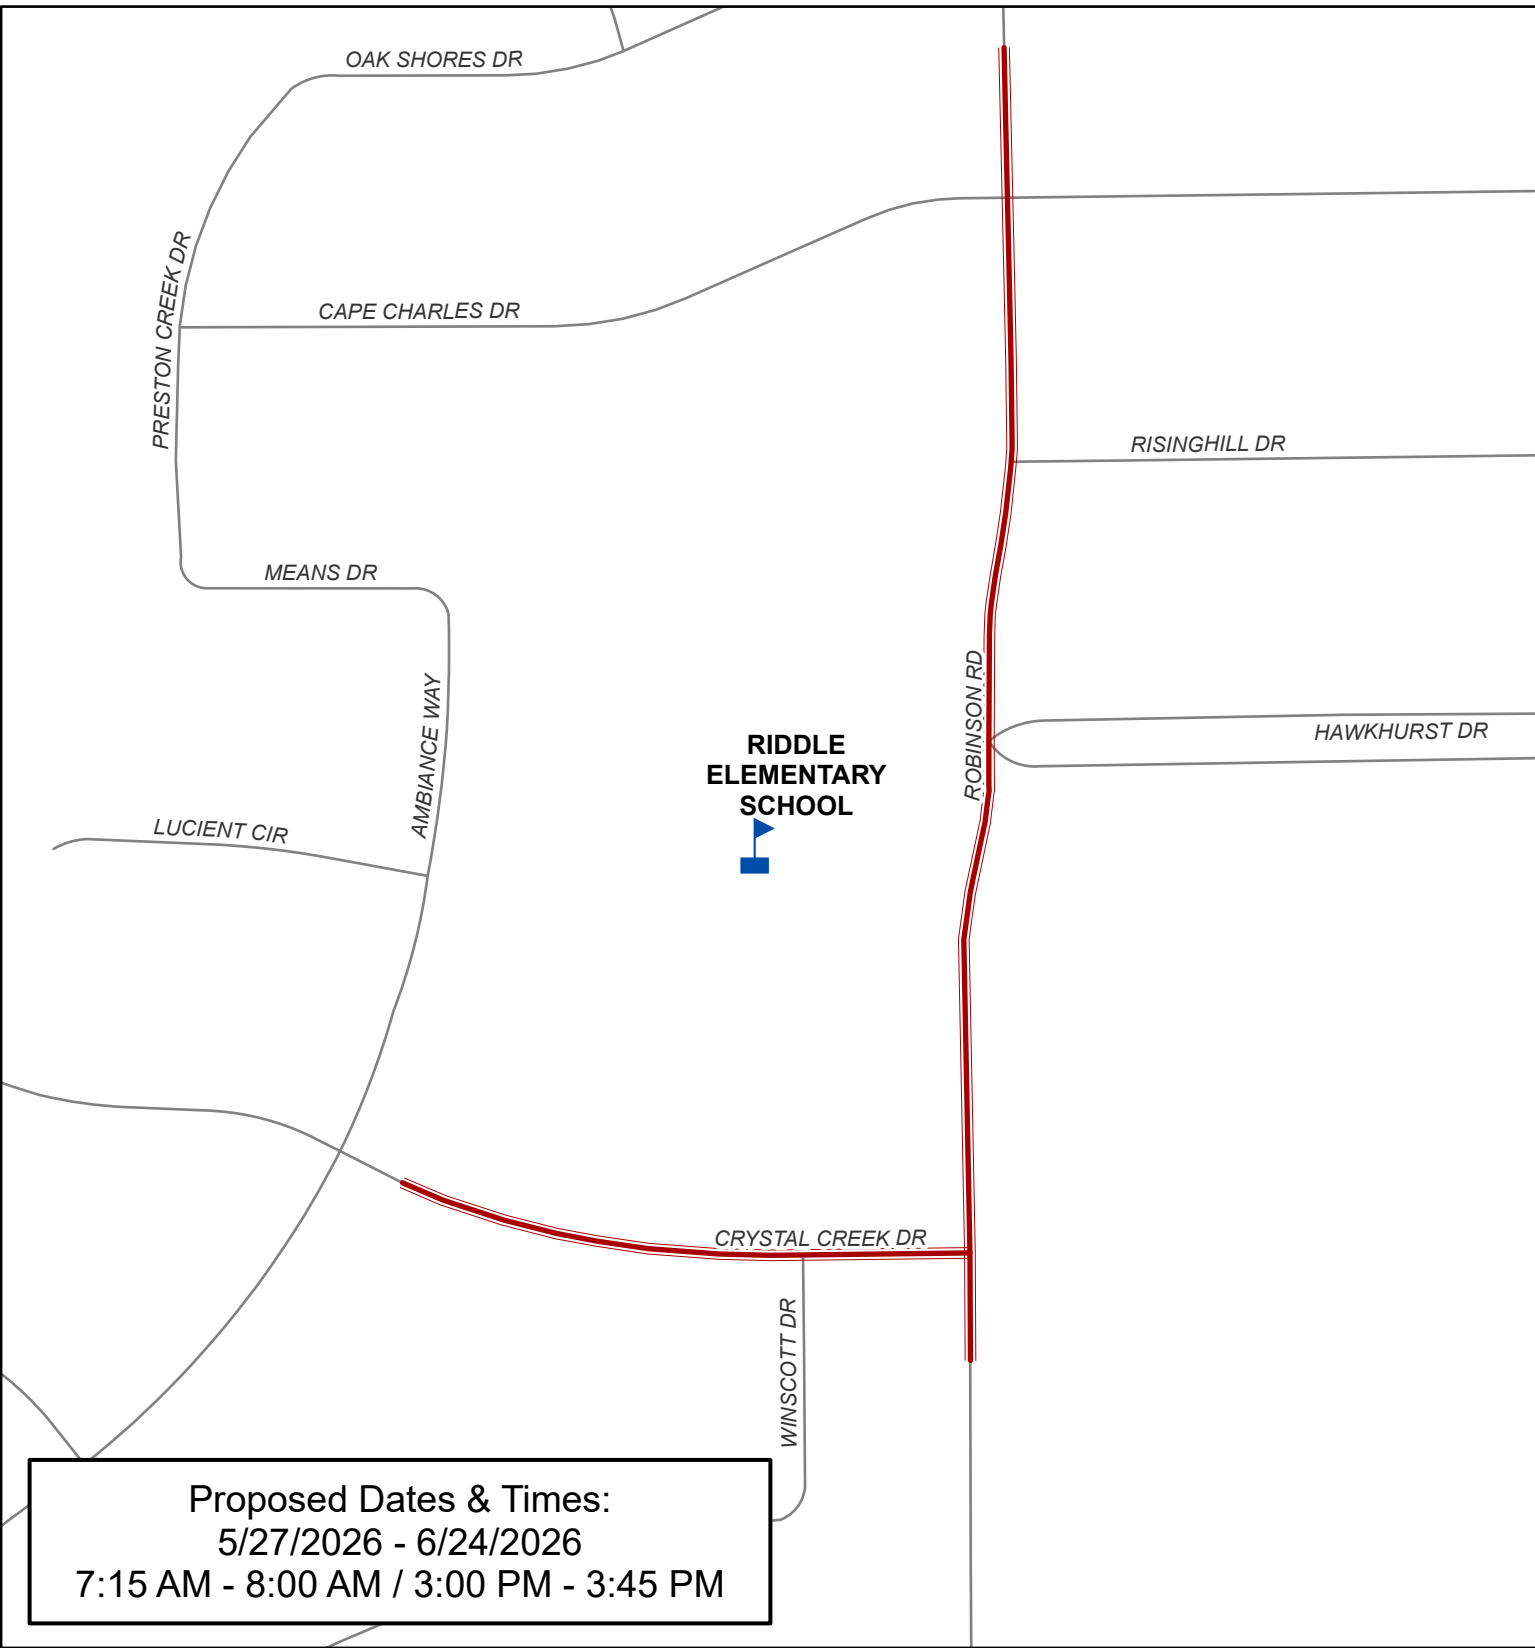 OAK SHORES DR
PRESTON CREEK DR
CAPE CHARLES DR
RISINGHILL DR
MEANS DR
AMBIANCE WAY
ROBINSON RD
HAWKHURST DR
RIDDLE
ELEMENTARY
SCHOOL
LUCIENT CIR
CRYSTAL CREEK DR
WINSCOTT DR
Proposed Dates & Times:
5/27/2026 - 6/24/2026
7:15 AM - 8:00 AM / 3:00 PM - 3:45 PM